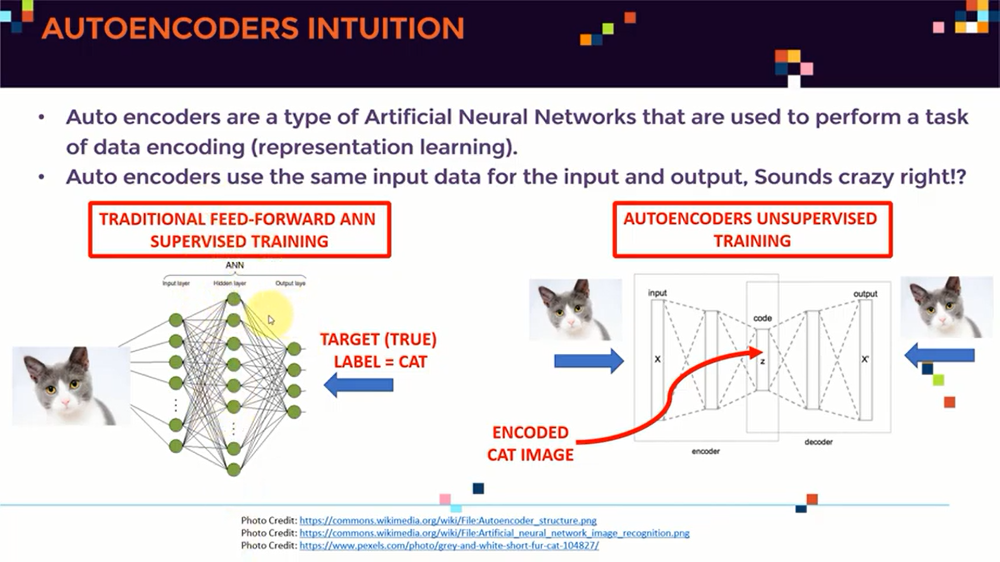 AUTOENCODERS INTUITION
• Auto encoders are a type of Artificial Neural Networks that are used to perform a task
of data encoding (representation learning).
• Auto encoders use the same input data for the input and output, Sounds crazy right!?
TRADITIONAL FEED-FORWARD ANN
SUPERVISED TRAINING
ANN
Input layer Hidden layer Output laye
TARGET (TRUE)
LABEL = CAT
AUTOENCODERS UNSUPERVISED
TRAINING
input
output
code
X
z
X'
ENCODED
CAT IMAGE
encoder
decoder
Photo Credit: https://commons.wikimedia.org/wiki/File:Autoencoder_structure.png
Photo Credit: https://commons.wikimedia.org/wiki/File:Artificial_neural_network_image_recognition.png
Photo Credit: https://www.pexels.com/photo/grey-and-white-short-fur-cat-104827/